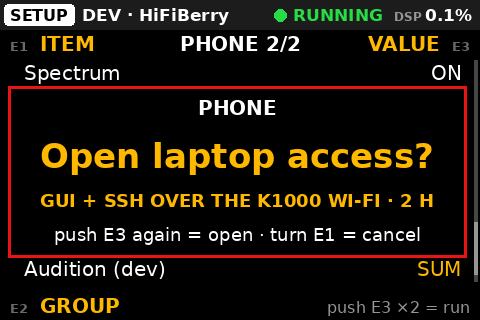 SETUP DEV · HiFiBerry RUNNING DSP 0.1%
E1 ITEM PHONE 2/2 VALUE E3
Spectrum ON
PHONE
Open laptop access?
GUI + SSH OVER THE K1000 WI-FI · 2 H
push E3 again = open · turn E1 = cancel
Audition (dev) SUM
E2 GROUP push E3 ×2 = run